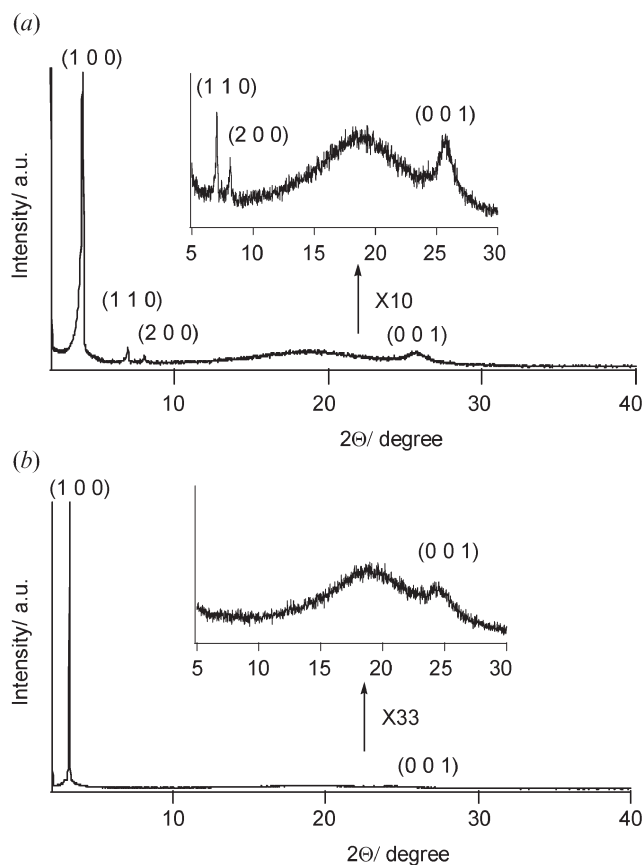 (a)
(1 0 0)
(1 1 0)
(2 0 0)
(0 0 1)
5 10 15 20 25 30
X10
(1 1 0)
(2 0 0)
(0 0 1)
Intensity/ a.u.
10 20 30 40
2Θ/ degree
(b)
(1 0 0)
(0 0 1)
5 10 15 20 25 30
X33
(0 0 1)
Intensity/ a.u.
10 20 30 40
2Θ/ degree